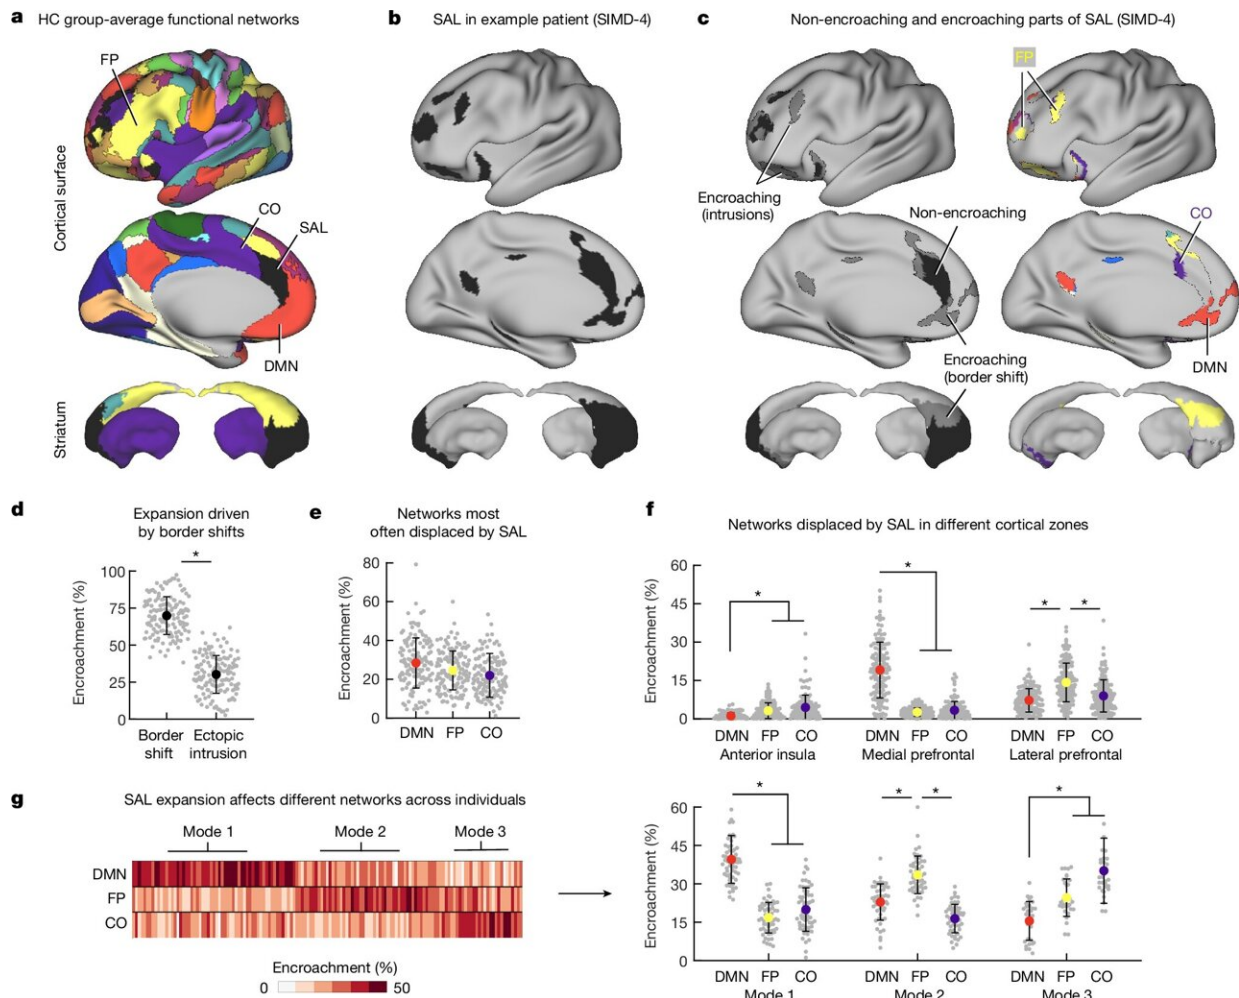 a HC group-average functional networks
FP
Cortical surface
CO
SAL
DMN
Striatum
b SAL in example patient (SIMD-4)
c Non-encroaching and encroaching parts of SAL (SIMD-4)
FP
Encroaching
(intrusions)
Non-encroaching
CO
Encroaching
(border shift)
DMN
d Expansion driven
by border shifts
*
Encroachment (%)
100
75
50
25
0
Border
shift
Ectopic
intrusion
e Networks most
often displaced by SAL
Encroachment (%)
80
60
40
20
0
DMN FP CO
f Networks displaced by SAL in different cortical zones
Encroachment (%)
60
45
30
15
0
* * * *
DMN FP CO DMN FP CO DMN FP CO
Anterior insula Medial prefrontal Lateral prefrontal
g SAL expansion affects different networks across individuals
Mode 1 Mode 2 Mode 3
DMN
FP
CO
Encroachment (%)
0 50
Encroachment (%)
60
45
30
15
0
* * * *
DMN FP CO DMN FP CO DMN FP CO
Mode 1 Mode 2 Mode 3